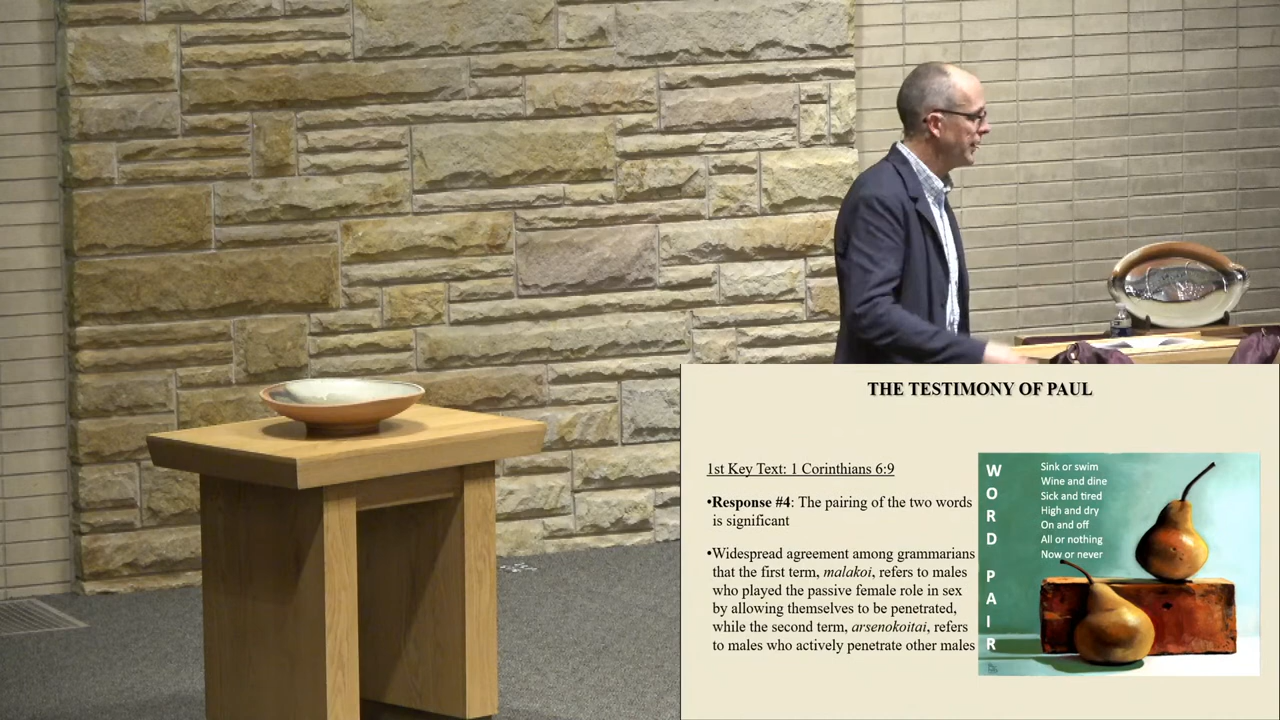 THE TESTIMONY OF PAUL
1st Key Text: 1 Corinthians 6:9
•Response #4: The pairing of the two words
is significant
•Widespread agreement among grammarians
that the first term, malakoi, refers to males
who played the passive female role in sex
by allowing themselves to be penetrated,
while the second term, arsenokoitai, refers
to males who actively penetrate other males
WORD PAIR
Sink or swim
Wine and dine
Sick and tired
High and dry
On and off
All or nothing
Now or never